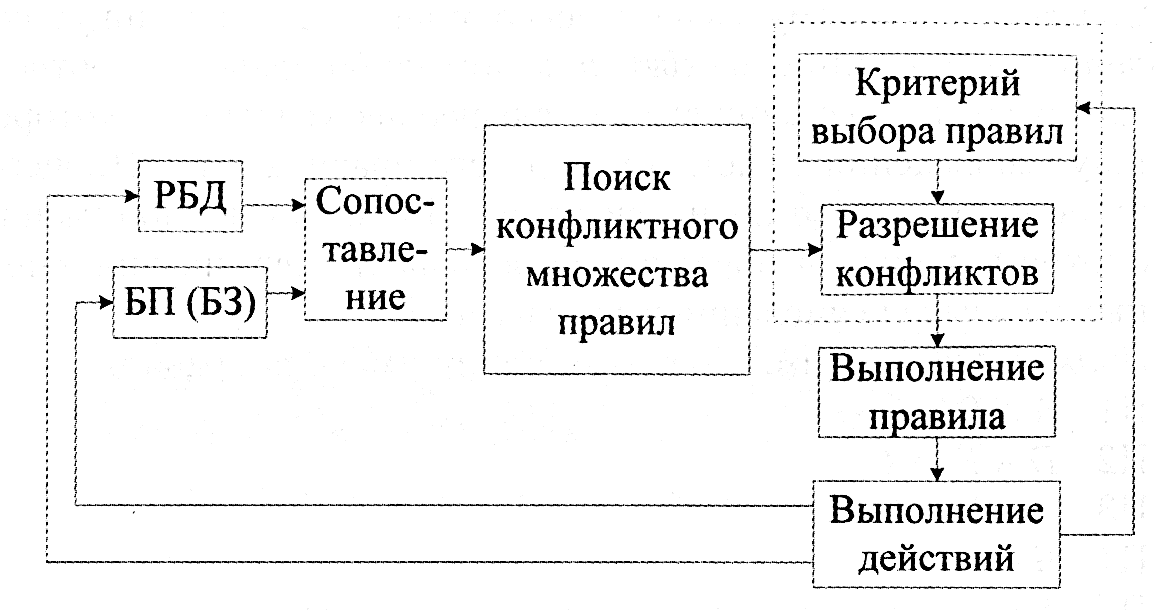 РБД
БП (БЗ)
Сопос-
тавле-
ние
Поиск
конфликтного
множества
правил
Критерий
выбора правил
Разрешение
конфликтов
Выполнение
правила
Выполнение
действий